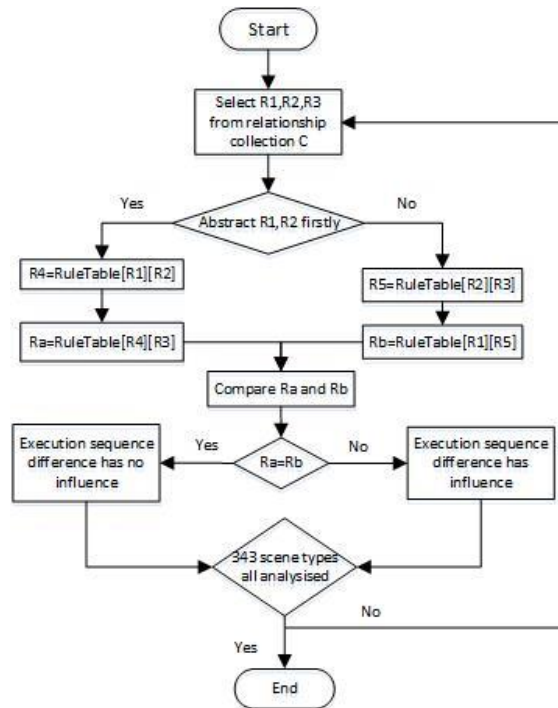 Start
Select R1,R2,R3
from relationship
collection C
Yes
No
Abstract R1,R2 firstly
R4=RuleTable[R1][R2]
R5=RuleTable[R2][R3]
Ra=RuleTable[R4][R3]
Rb=RuleTable[R1][R5]
Compare Ra and Rb
Execution sequence
difference has no
influence
Yes
Ra=Rb
No
Execution sequence
difference has
influence
343 scene types
all analysised
No
Yes
End